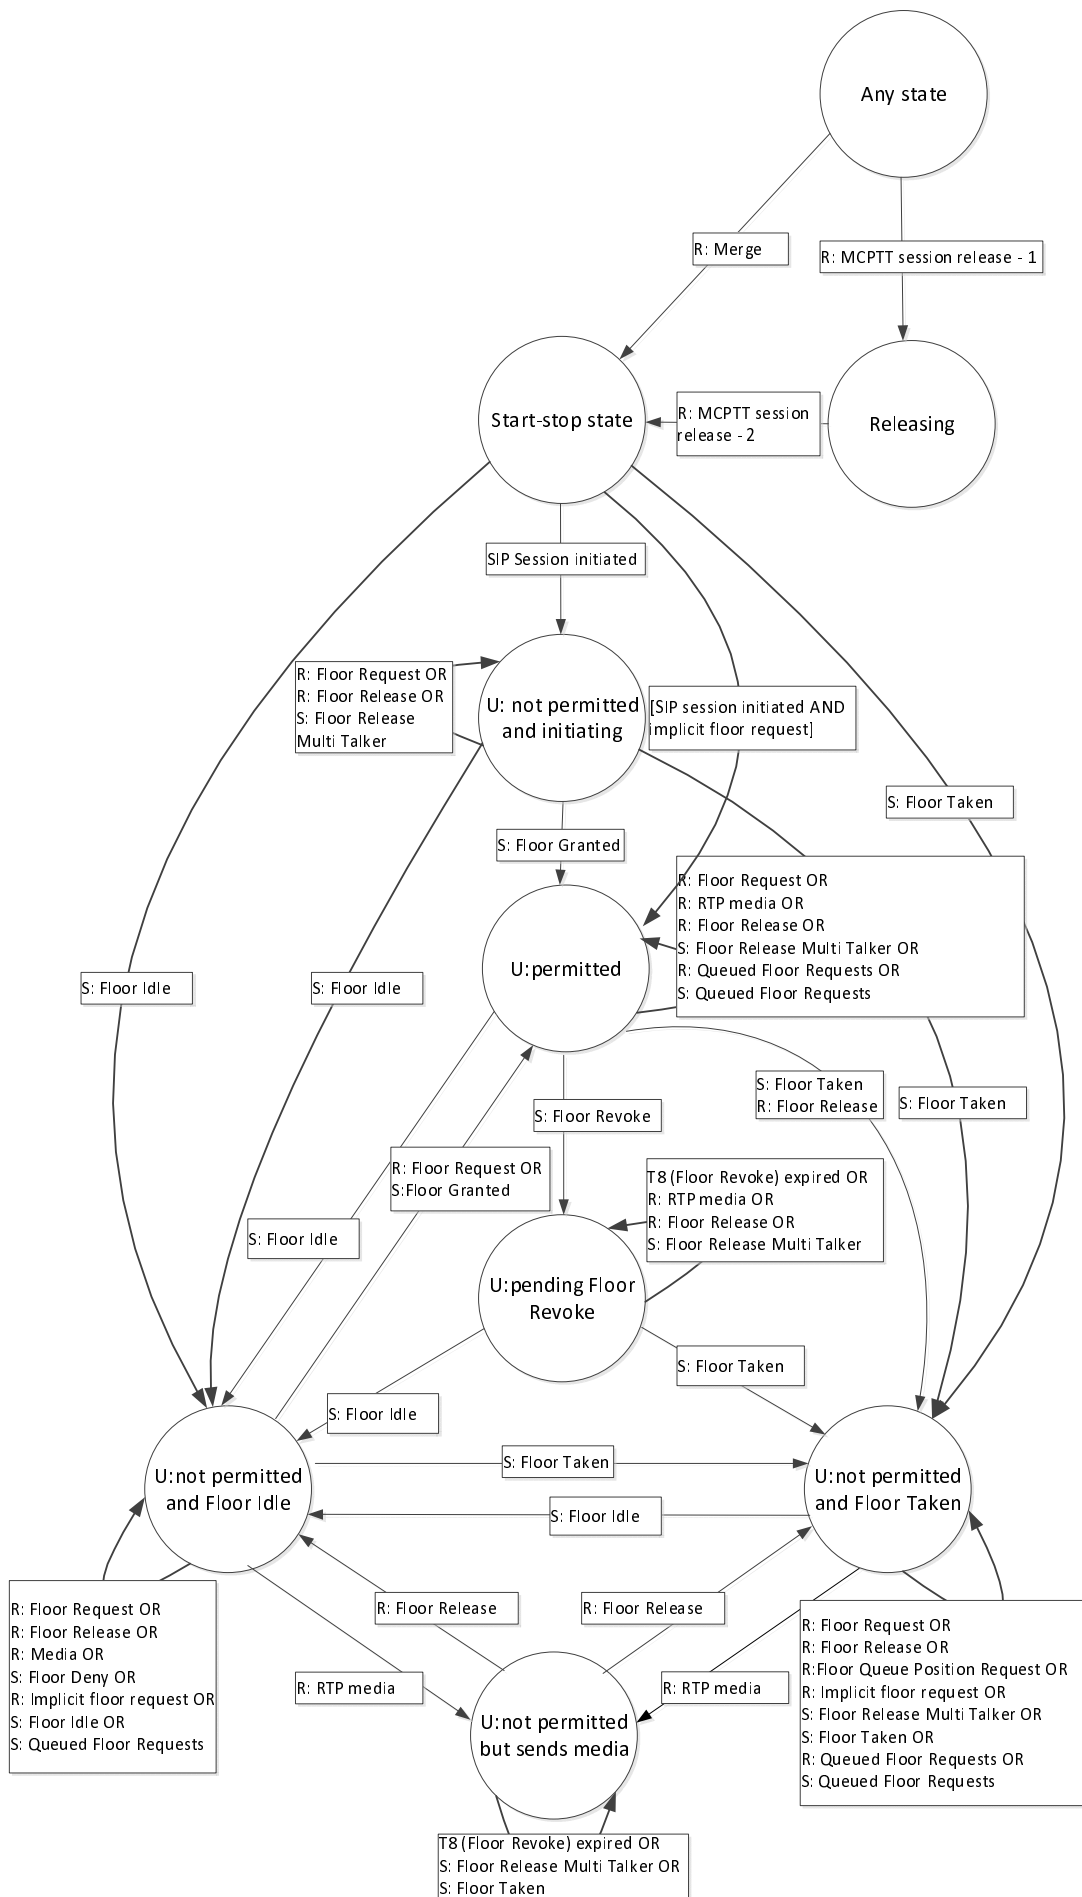 Any state
R: Merge
R: MCPTT session release - 1
Start-stop state
R: MCPTT session
release - 2
Releasing
SIP Session initiated
R: Floor Request OR
R: Floor Release OR
S: Floor Release
Multi Talker
U: not permitted
and initiating
[SIP session initiated AND
implicit floor request]
S: Floor Taken
S: Floor Granted
R: Floor Request OR
R: RTP media OR
R: Floor Release OR
S: Floor Release Multi Talker OR
R: Queued Floor Requests OR
S: Queued Floor Requests
U:permitted
S: Floor Idle
S: Floor Idle
S: Floor Taken
R: Floor Release
S: Floor Taken
S: Floor Revoke
R: Floor Request OR
S:Floor Granted
T8 (Floor Revoke) expired OR
R: RTP media OR
R: Floor Release OR
S: Floor Release Multi Talker
S: Floor Idle
U:pending Floor
Revoke
S: Floor Taken
S: Floor Idle
U:not permitted
and Floor Idle
S: Floor Taken
U:not permitted
and Floor Taken
S: Floor Idle
R: Floor Request OR
R: Floor Release OR
R: Media OR
S: Floor Deny OR
R: Implicit floor request OR
S: Floor Idle OR
S: Queued Floor Requests
R: Floor Release
R: Floor Release
R: Floor Request OR
R: Floor Release OR
R:Floor Queue Position Request OR
R: Implicit floor request OR
S: Floor Release Multi Talker OR
S: Floor Taken OR
R: Queued Floor Requests OR
S: Queued Floor Requests
R: RTP media
R: RTP media
U:not permitted
but sends media
T8 (Floor Revoke) expired OR
S: Floor Release Multi Talker OR
S: Floor Taken